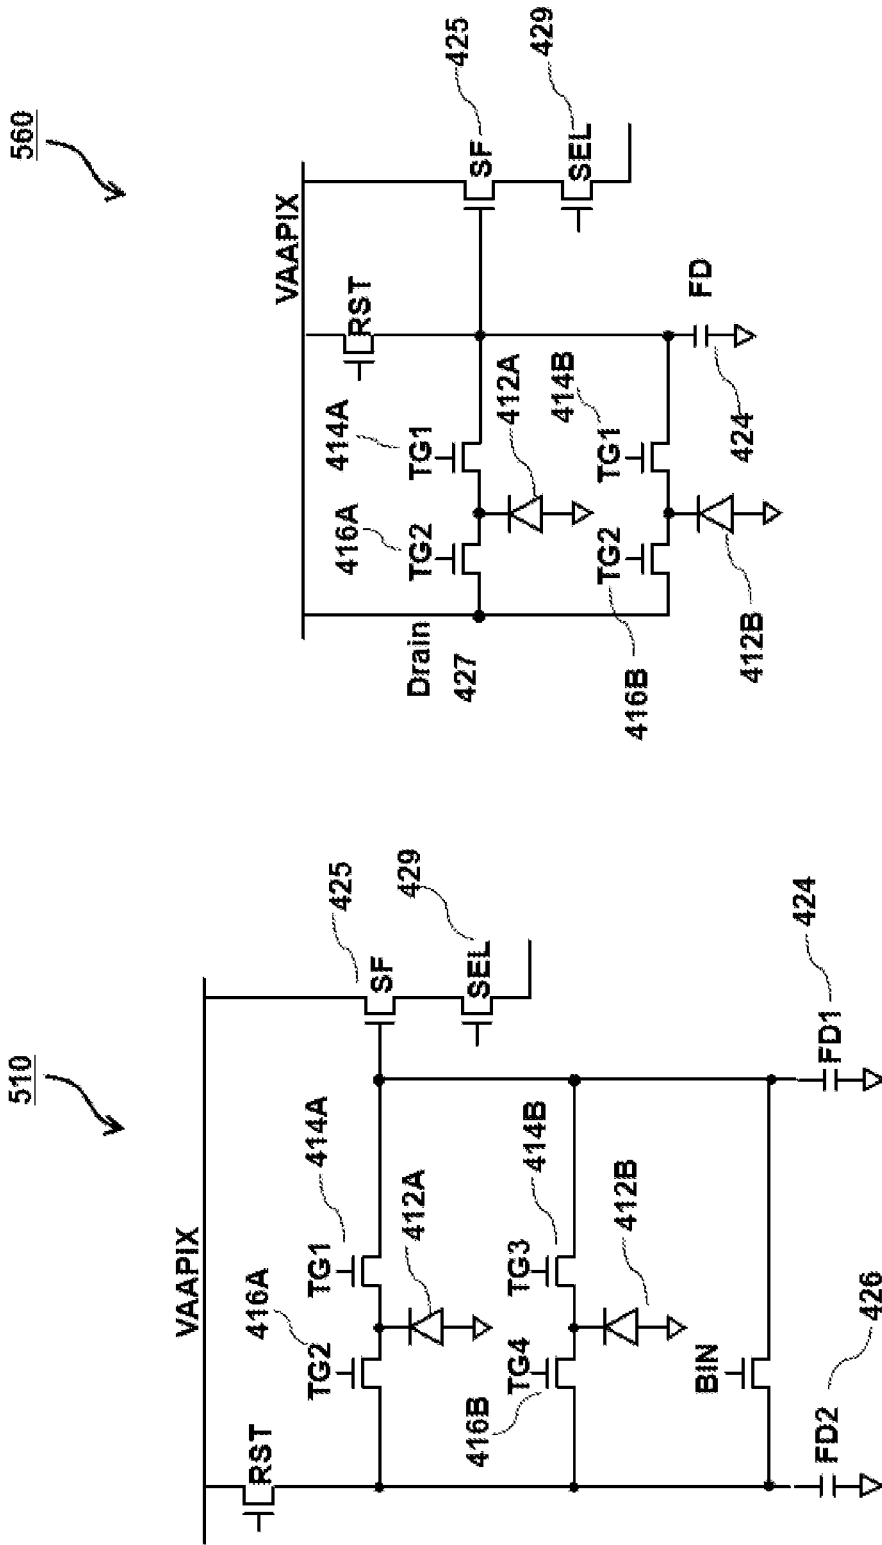 510
VAAPIX
RST
416A
TG2
TG1
414A
412A
SF
425
SEL
429
TG4
416B
TG3
414B
412B
BIN
FD2
426
FD1
424
560
VAAPIX
RST
416A
TG2
414A
TG1
412A
SF
425
SEL
429
Drain
427
TG2
416B
TG1
414B
412B
FD
424